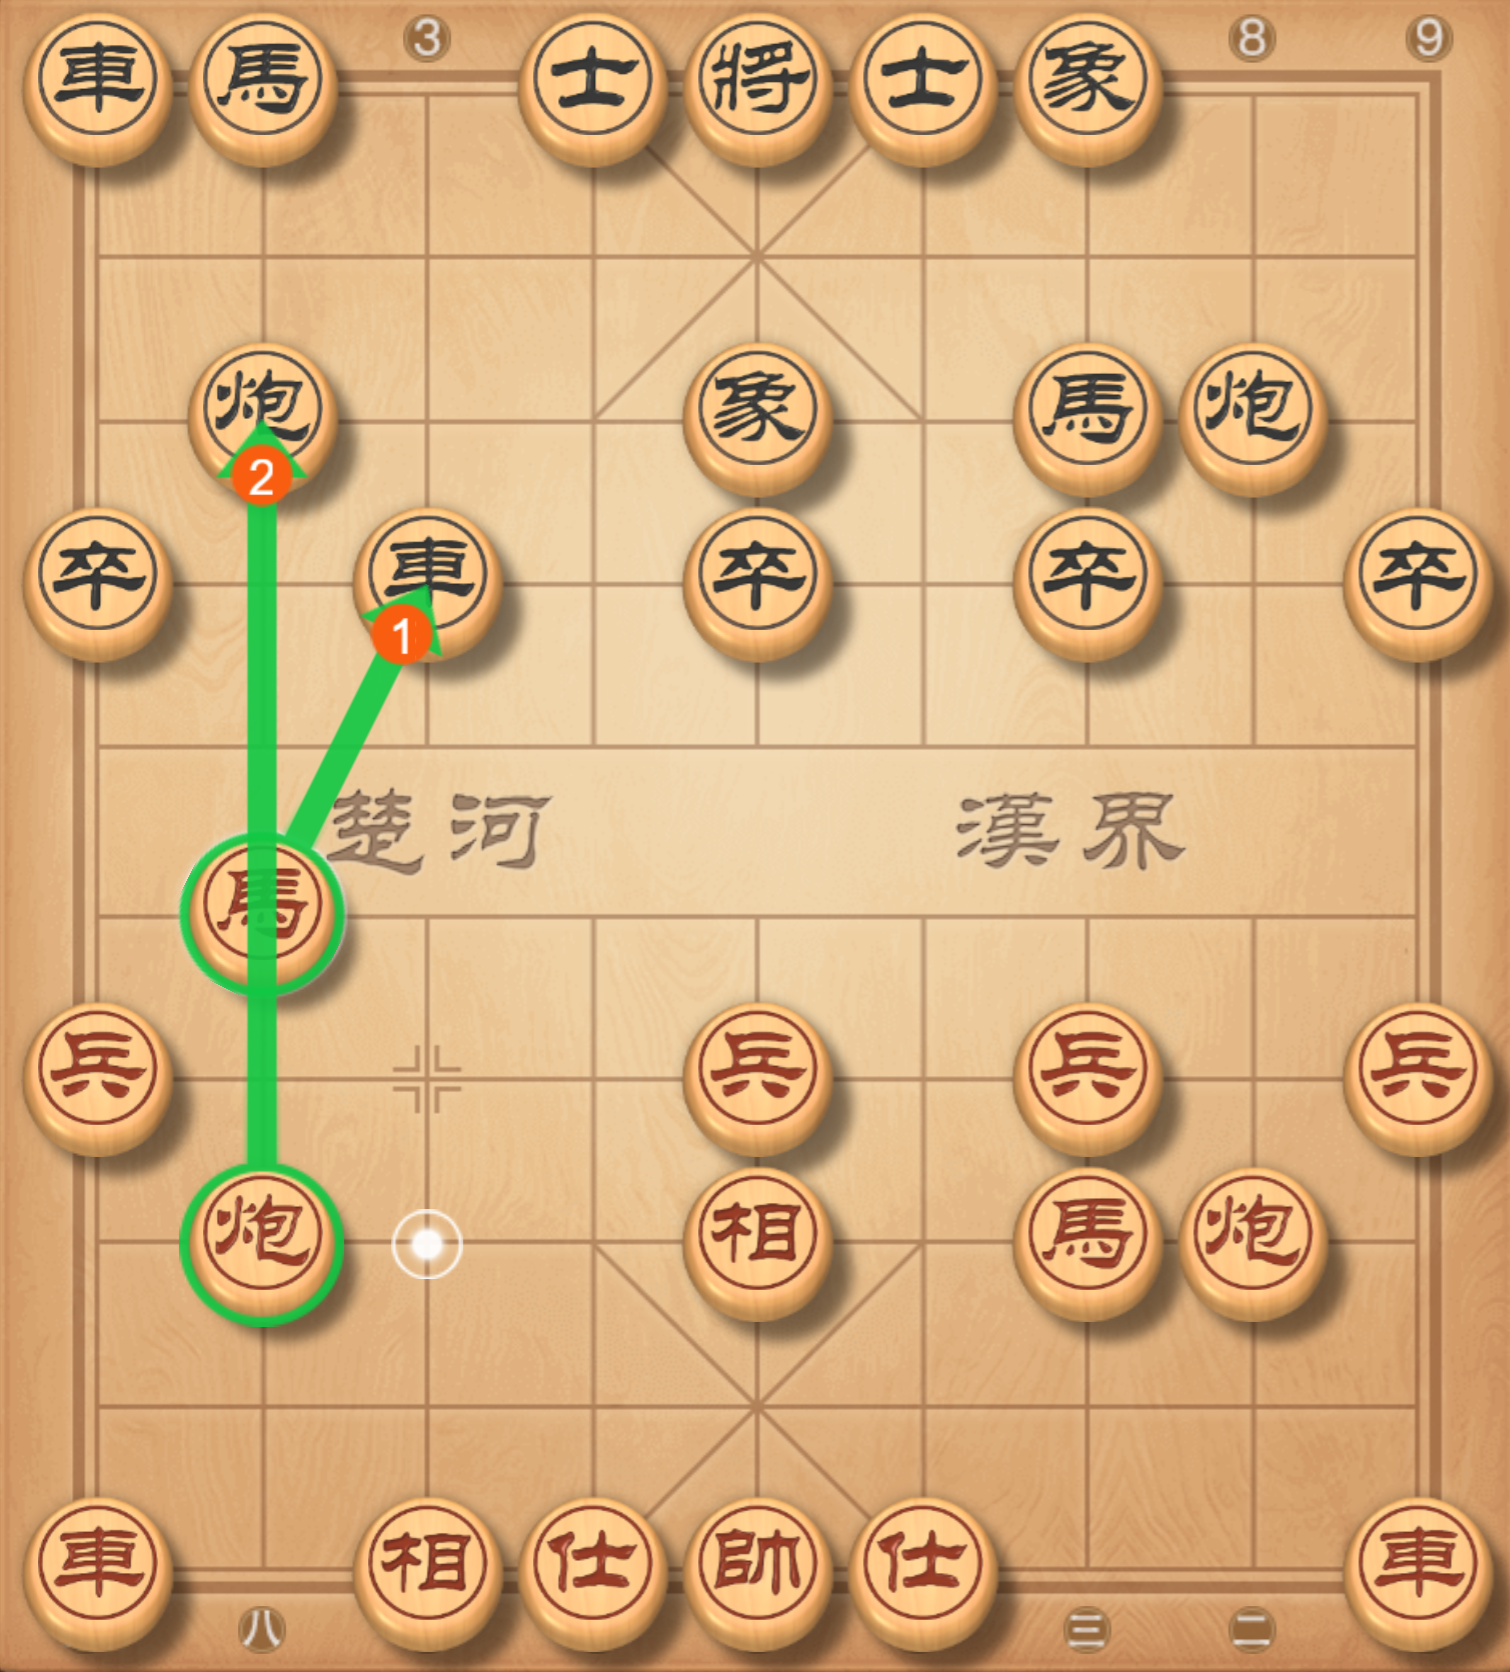 3 8 9
車 馬 士 將 士 象
炮 象 馬 炮
2
卒 車 卒 卒 卒
1
楚河 漢界
馬
兵 兵 兵 兵
炮 相 馬 炮
車 相 仕 帥 仕 車
八 三 二